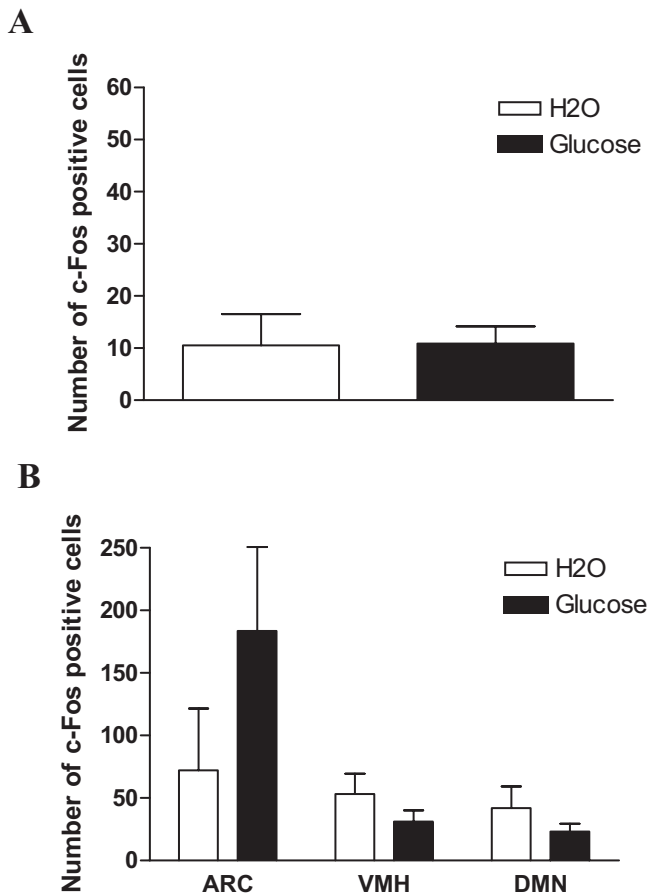 A
Number of c-Fos positive cells
60
50
40
30
20
10
0
H2O
Glucose
B
Number of c-Fos positive cells
250
200
150
100
50
0
H2O
Glucose
ARC VMH DMN